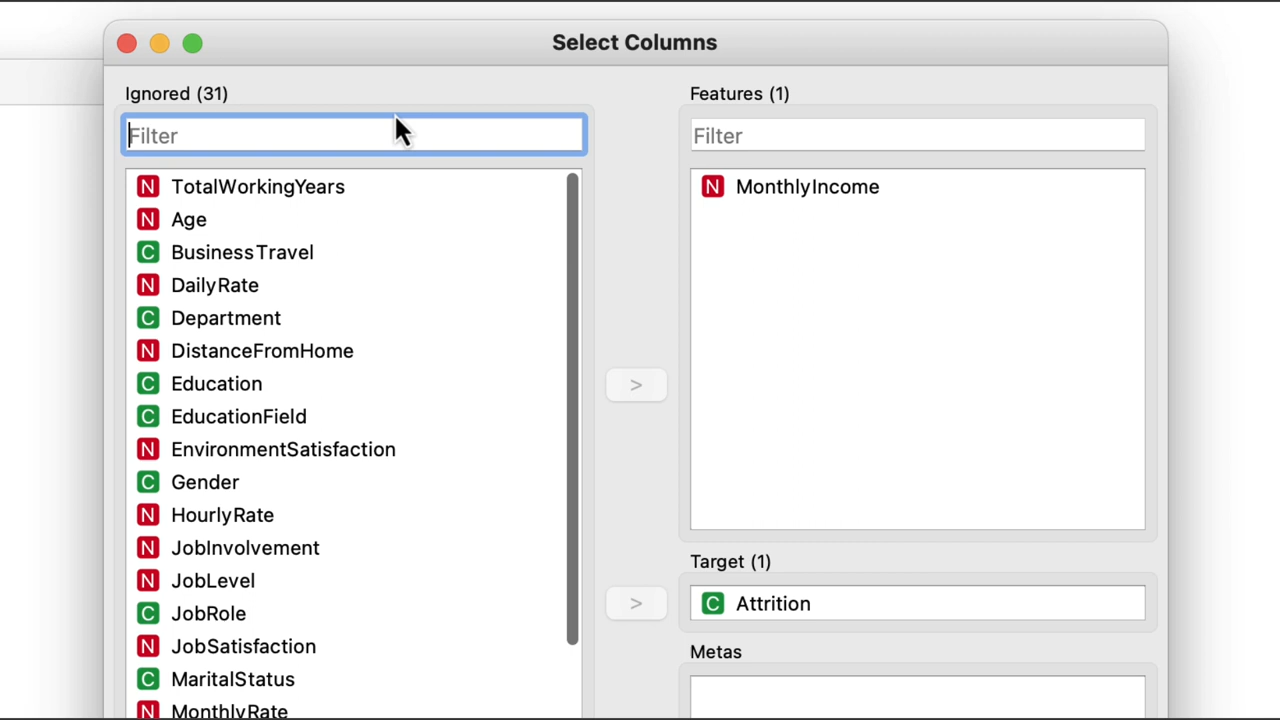 Select Columns
Ignored (31)
Filter
N TotalWorkingYears
N Age
C BusinessTravel
N DailyRate
C Department
N DistanceFromHome
C Education
C EducationField
N EnvironmentSatisfaction
C Gender
N HourlyRate
N JobInvolvement
N JobLevel
C JobRole
N JobSatisfaction
C MaritalStatus
N MonthlyRate
>
>
Features (1)
Filter
N MonthlyIncome
Target (1)
C Attrition
Metas